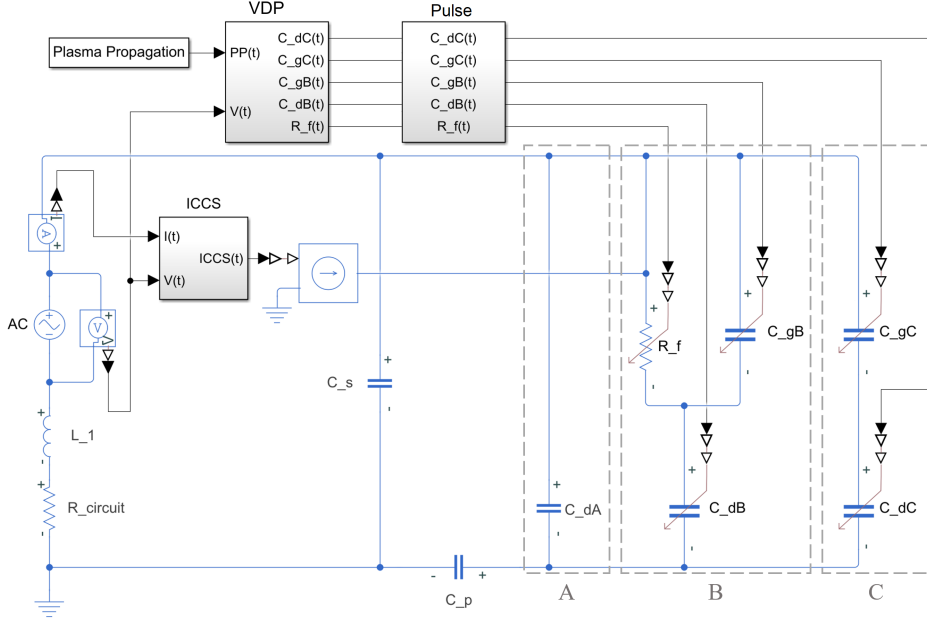 VDP
Pulse
Plasma Propagation
PP(t)
V(t)
C_dC(t)
C_gC(t)
C_gB(t)
C_dB(t)
R_f(t)
C_dC(t)
C_gC(t)
C_gB(t)
C_dB(t)
R_f(t)
ICCS
I(t)
V(t)
ICCS(t)
A
I
+
AC
+
−
V
+
V
+
L_1
-
+
R_circuit
-
+
C_s
-
-
+
C_p
+
C_dA
-
+
R_f
-
+
C_gB
-
+
C_dB
-
+
C_gC
-
+
C_dC
-
A
B
C